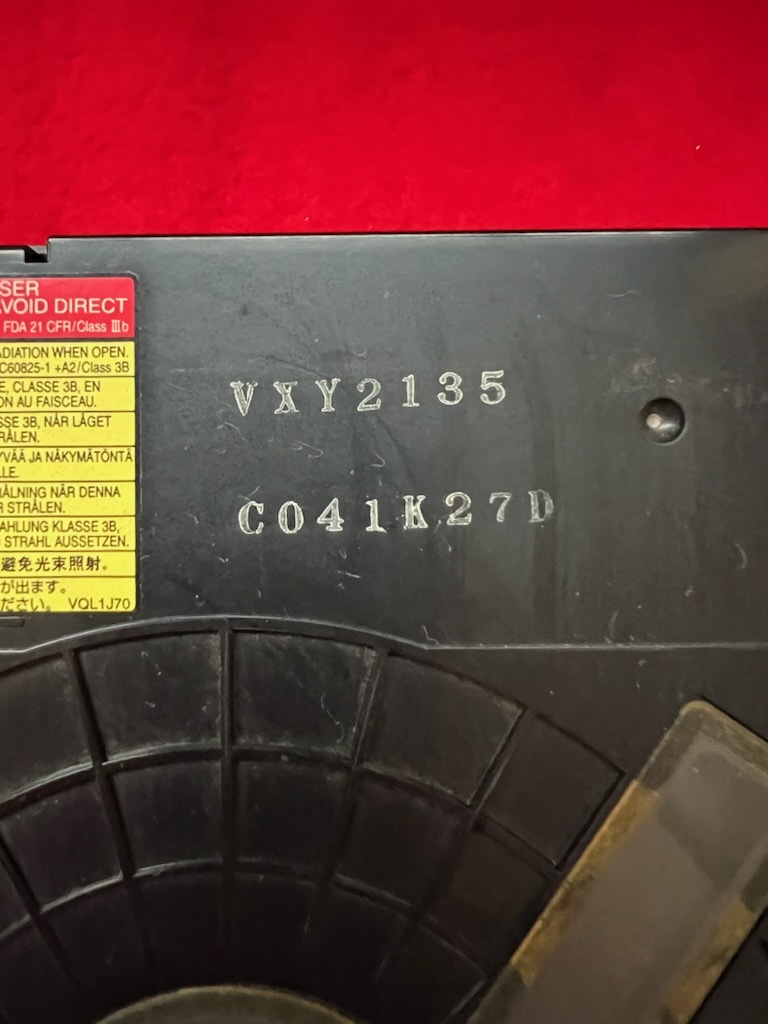 SER
AVOID DIRECT
FDA 21 CFR/Class Ⅲb
ADIATION WHEN OPEN.
C60825-1 +A2/Class 3B
E, CLASSE 3B, EN
ON AU FAISCEAU.
SSE 3B, NÅR LÅGET
RÅLEN.
YVÄÄ JA NÄKYMÄTÖNTÄ
LLE.
RÅLNING NÄR DENNA
R STRÅLEN.
AHLUNG KLASSE 3B,
STRAHL AUSSETZEN.
避免光束照射。
が出ます。
ださい。 VQL1J70
VXY2135
C041K27D